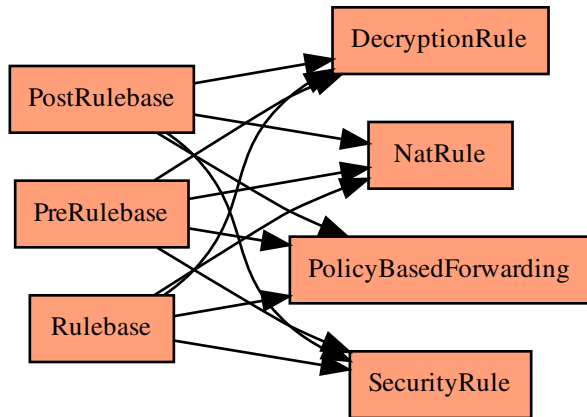 DecryptionRule
PostRulebase
NatRule
PreRulebase
PolicyBasedForwarding
Rulebase
SecurityRule